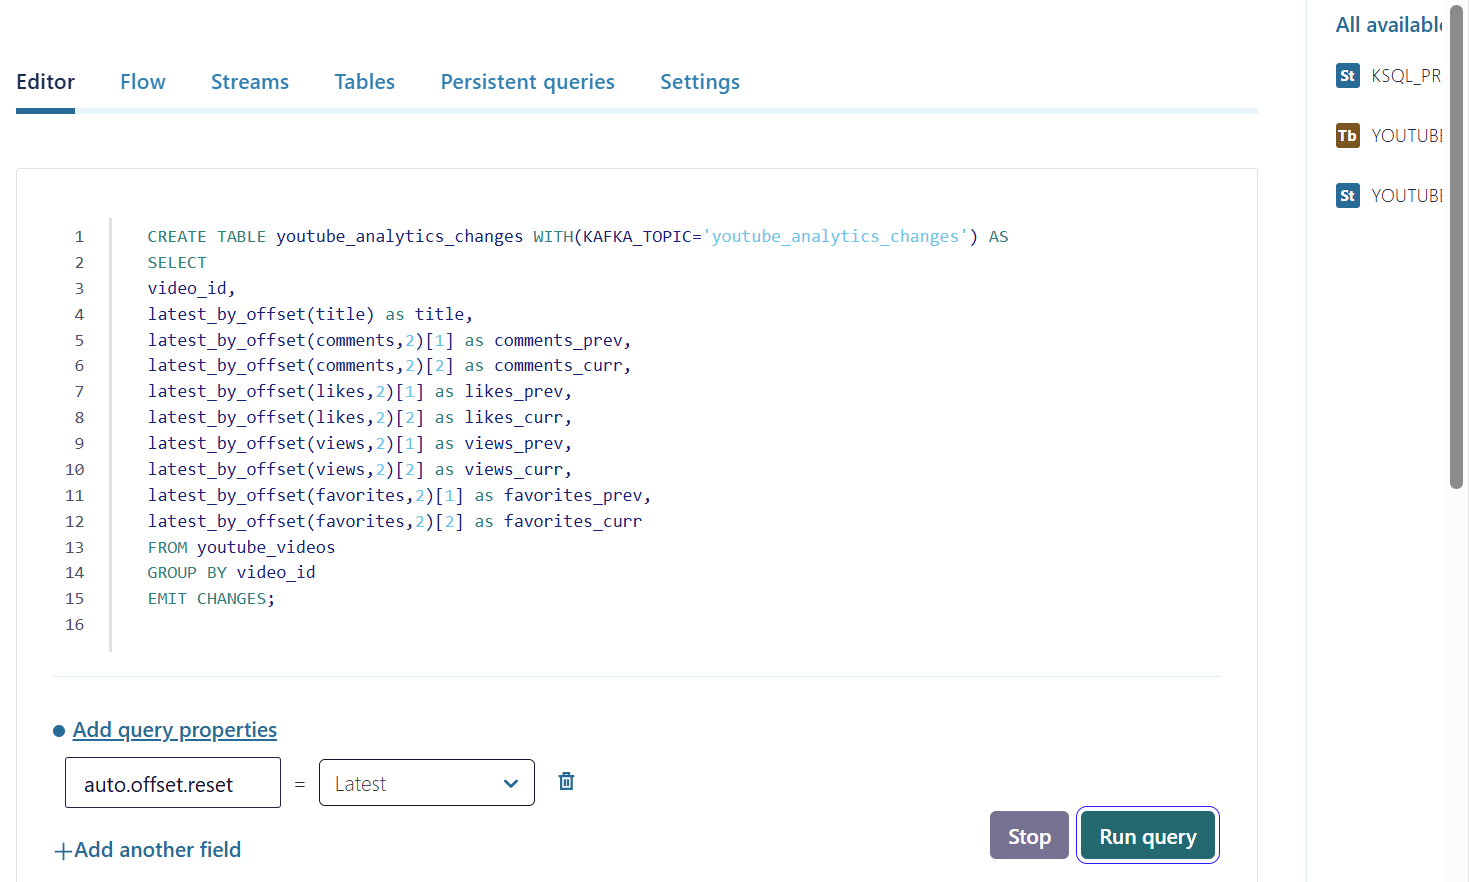 Editor Flow Streams Tables Persistent queries Settings
1 CREATE TABLE youtube_analytics_changes WITH(KAFKA_TOPIC='youtube_analytics_changes') AS
2 SELECT
3 video_id,
4 latest_by_offset(title) as title,
5 latest_by_offset(comments,2)[1] as comments_prev,
6 latest_by_offset(comments,2)[2] as comments_curr,
7 latest_by_offset(likes,2)[1] as likes_prev,
8 latest_by_offset(likes,2)[2] as likes_curr,
9 latest_by_offset(views,2)[1] as views_prev,
10 latest_by_offset(views,2)[2] as views_curr,
11 latest_by_offset(favorites,2)[1] as favorites_prev,
12 latest_by_offset(favorites,2)[2] as favorites_curr
13 FROM youtube_videos
14 GROUP BY video_id
15 EMIT CHANGES;
16
Add query properties
auto.offset.reset = Latest
+Add another field
Stop Run query
All available
St KSQL_PR
Tb YOUTUB
St YOUTUB